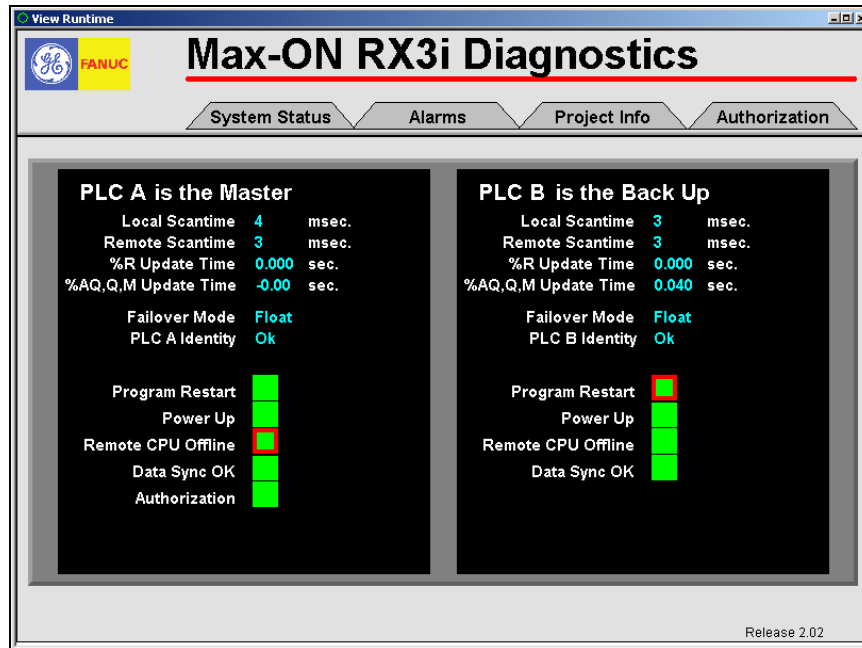 View Runtime
GE FANUC
Max-ON RX3i Diagnostics
System Status Alarms Project Info Authorization
PLC A is the Master
Local Scantime 4 msec.
Remote Scantime 3 msec.
%R Update Time 0.000 sec.
%AQ,Q,M Update Time -0.00 sec.
Failover Mode Float
PLC A Identity Ok
Program Restart
Power Up
Remote CPU Offline
Data Sync OK
Authorization
PLC B is the Back Up
Local Scantime 3 msec.
Remote Scantime 3 msec.
%R Update Time 0.000 sec.
%AQ,Q,M Update Time 0.040 sec.
Failover Mode Float
PLC B Identity Ok
Program Restart
Power Up
Remote CPU Offline
Data Sync OK
Release 2.02